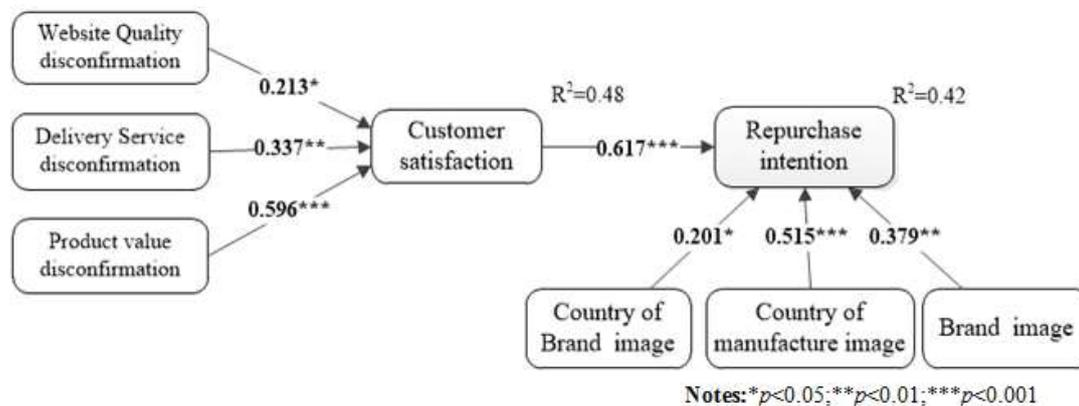 Website Quality
disconfirmation
0.213*
R²=0.48
R²=0.42
Delivery Service
disconfirmation
0.337**
Customer
satisfaction
0.617***
Repurchase
intention
0.596***
Product value
disconfirmation
0.201*
0.515***
0.379**
Country of
Brand image
Country of
manufacture image
Brand image
Notes:*p<0.05;**p<0.01;***p<0.001